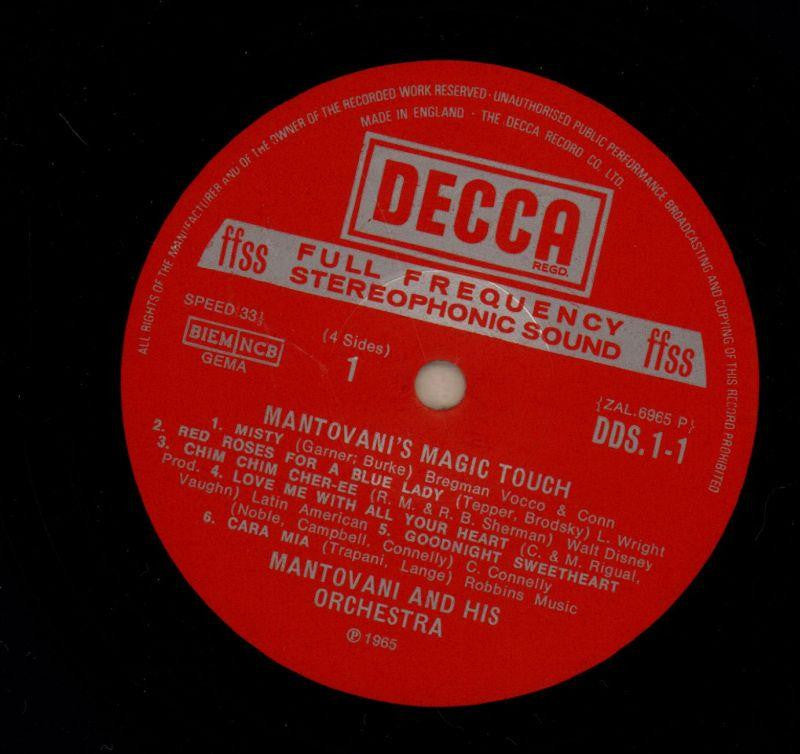 ALL RIGHTS OF THE MANUFACTURER AND OF THE OWNER OF THE RECORDED WORK RESERVED · UNAUTHORISED PUBLIC PERFORMANCE BROADCASTING AND COPYING OF THIS RECORD PROHIBITED
MADE IN ENGLAND · THE DECCA RECORD CO. LTD.
DECCA
REGD.
ffss FULL FREQUENCY ffss
STEREOPHONIC SOUND
SPEED 33⅓
BIEM NCB
GEMA
(4 Sides)
1
{ZAL.6965 P}
DDS.1-1
MANTOVANI'S MAGIC TOUCH
1. MISTY (Garner; Burke) Bregman Vocco & Conn
2. RED ROSES FOR A BLUE LADY (Tepper, Brodsky) L. Wright
3. CHIM CHIM CHER-EE (R. M. & R. B. Sherman) Walt Disney
Prod. 4. LOVE ME WITH ALL YOUR HEART (C. & M. Rigual,
Vaughn) Latin American 5. GOODNIGHT SWEETHEART
(Noble, Campbell, Connelly) C. Connelly
6. CARA MIA (Trapani, Lange) Robbins Music
MANTOVANI AND HIS
ORCHESTRA
℗ 1965